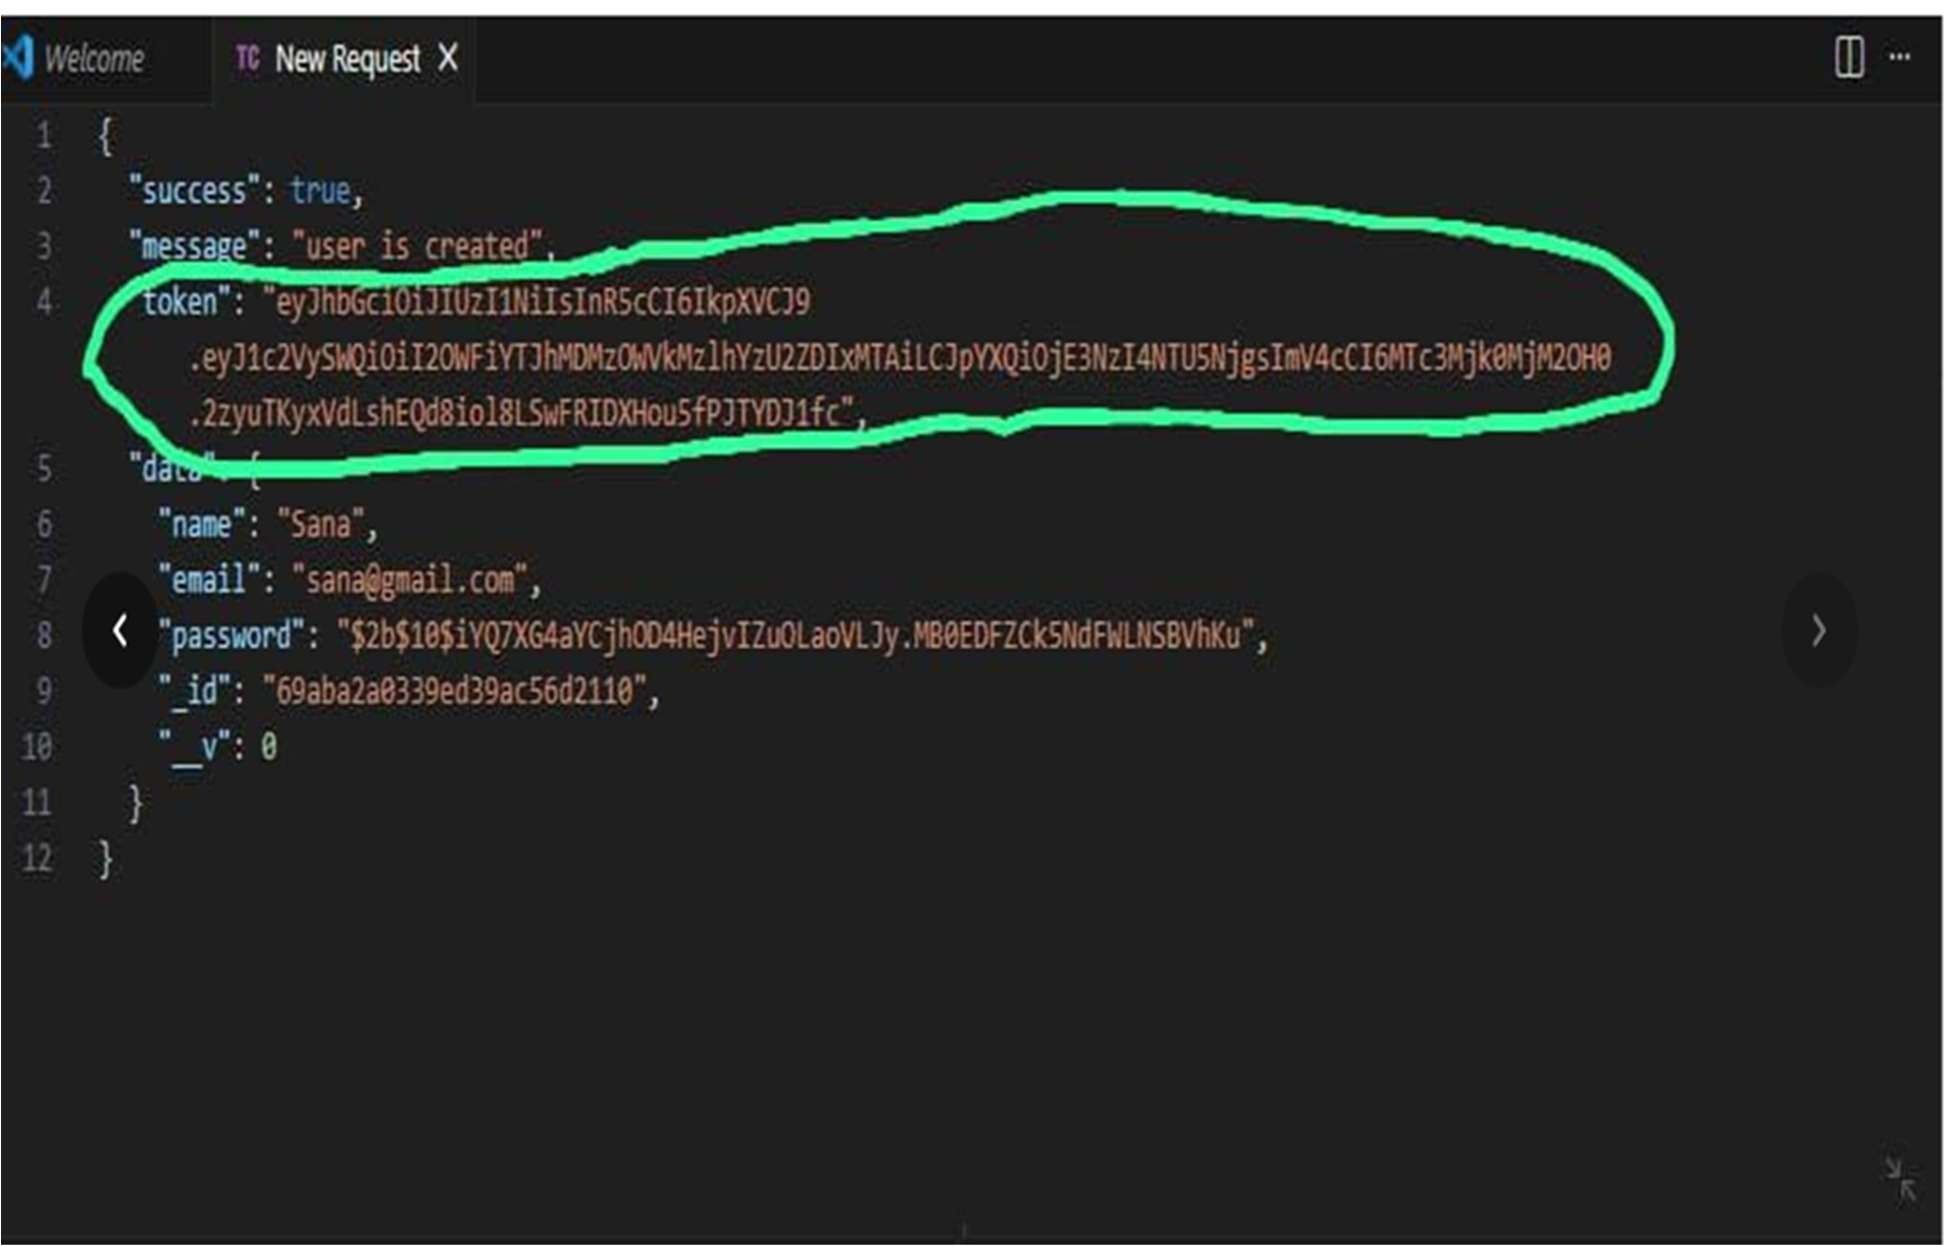 Welcome
TC New Request X
1 {
2 "success": true,
3 "message": "user is created",
4 token": "eyJhbGciOiJIUzI1NiIsInR5cCI6IkpXVCJ9
.eyJ1c2VySWQiOiI2OWFiYTJhMDMzOWVkMzlhYzU2ZDIxMTAiLCJpYXQiOjE3NzI4NTU5NjgsImV4cCI6MTc3Mjk0MjM2OH0
.2zyuTKyxVdLshEQd8iol8LSwFRIDXHou5fPJTYDJ1fc",
5 "data": {
6 "name": "Sana",
7 "email": "sana@gmail.com",
8 "password": "$2b$10$iYQ7XG4aYCjhOD4HejvIZuOLaoVLJy.MB0EDFZCk5NdFWLNSBVhKu",
9 "_id": "69aba2a0339ed39ac56d2110",
10 "__v": 0
11 }
12 }